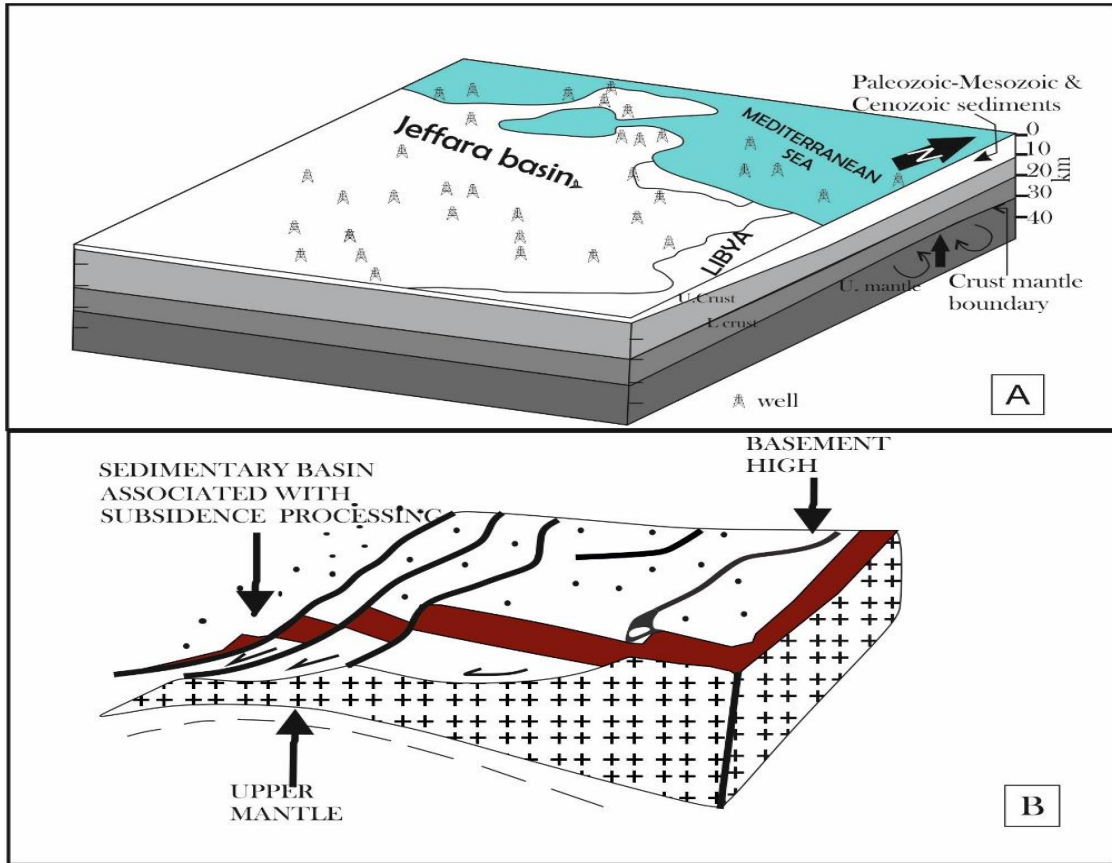 Paleozoic-Mesozoic &
Cenozoic sediments
Jeffara basin
MEDITERRANEAN
SEA
N
0
10
20
30
40
km
LIBYA
U.Crust
L crust
U. mantle
Crust mantle
boundary
well
A
SEDIMENTARY BASIN
ASSOCIATED WITH
SUBSIDENCE PROCESSING
BASEMENT
HIGH
UPPER
MANTLE
B